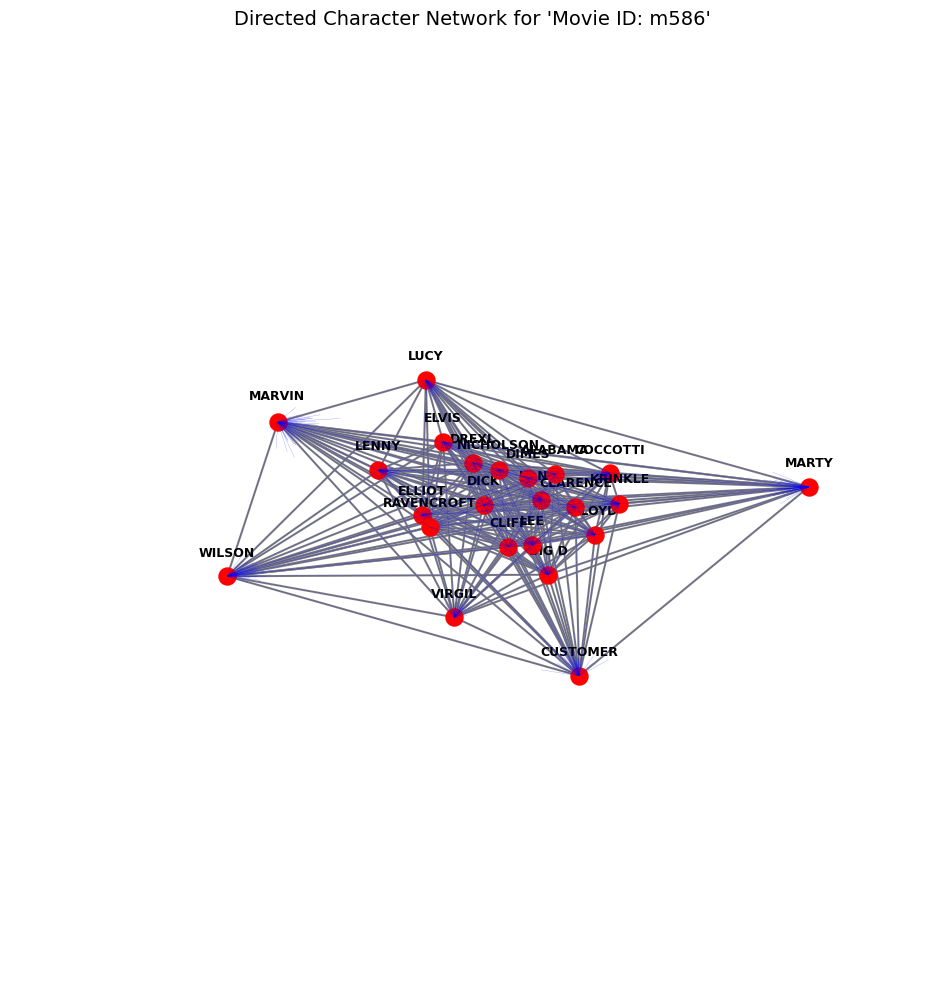 Directed Character Network for 'Movie ID: m586'
LUCY
MARVIN
ELVIS
DREXL
NICHOLSON
LENNY
DIMES
ALABAMA
COCCOTTI
MARTY
DICK
CLARENCE
KRINKLE
ELLIOT
RAVENCROFT
CLIFF
LEE
FLOYD
WILSON
BIG D
VIRGIL
CUSTOMER